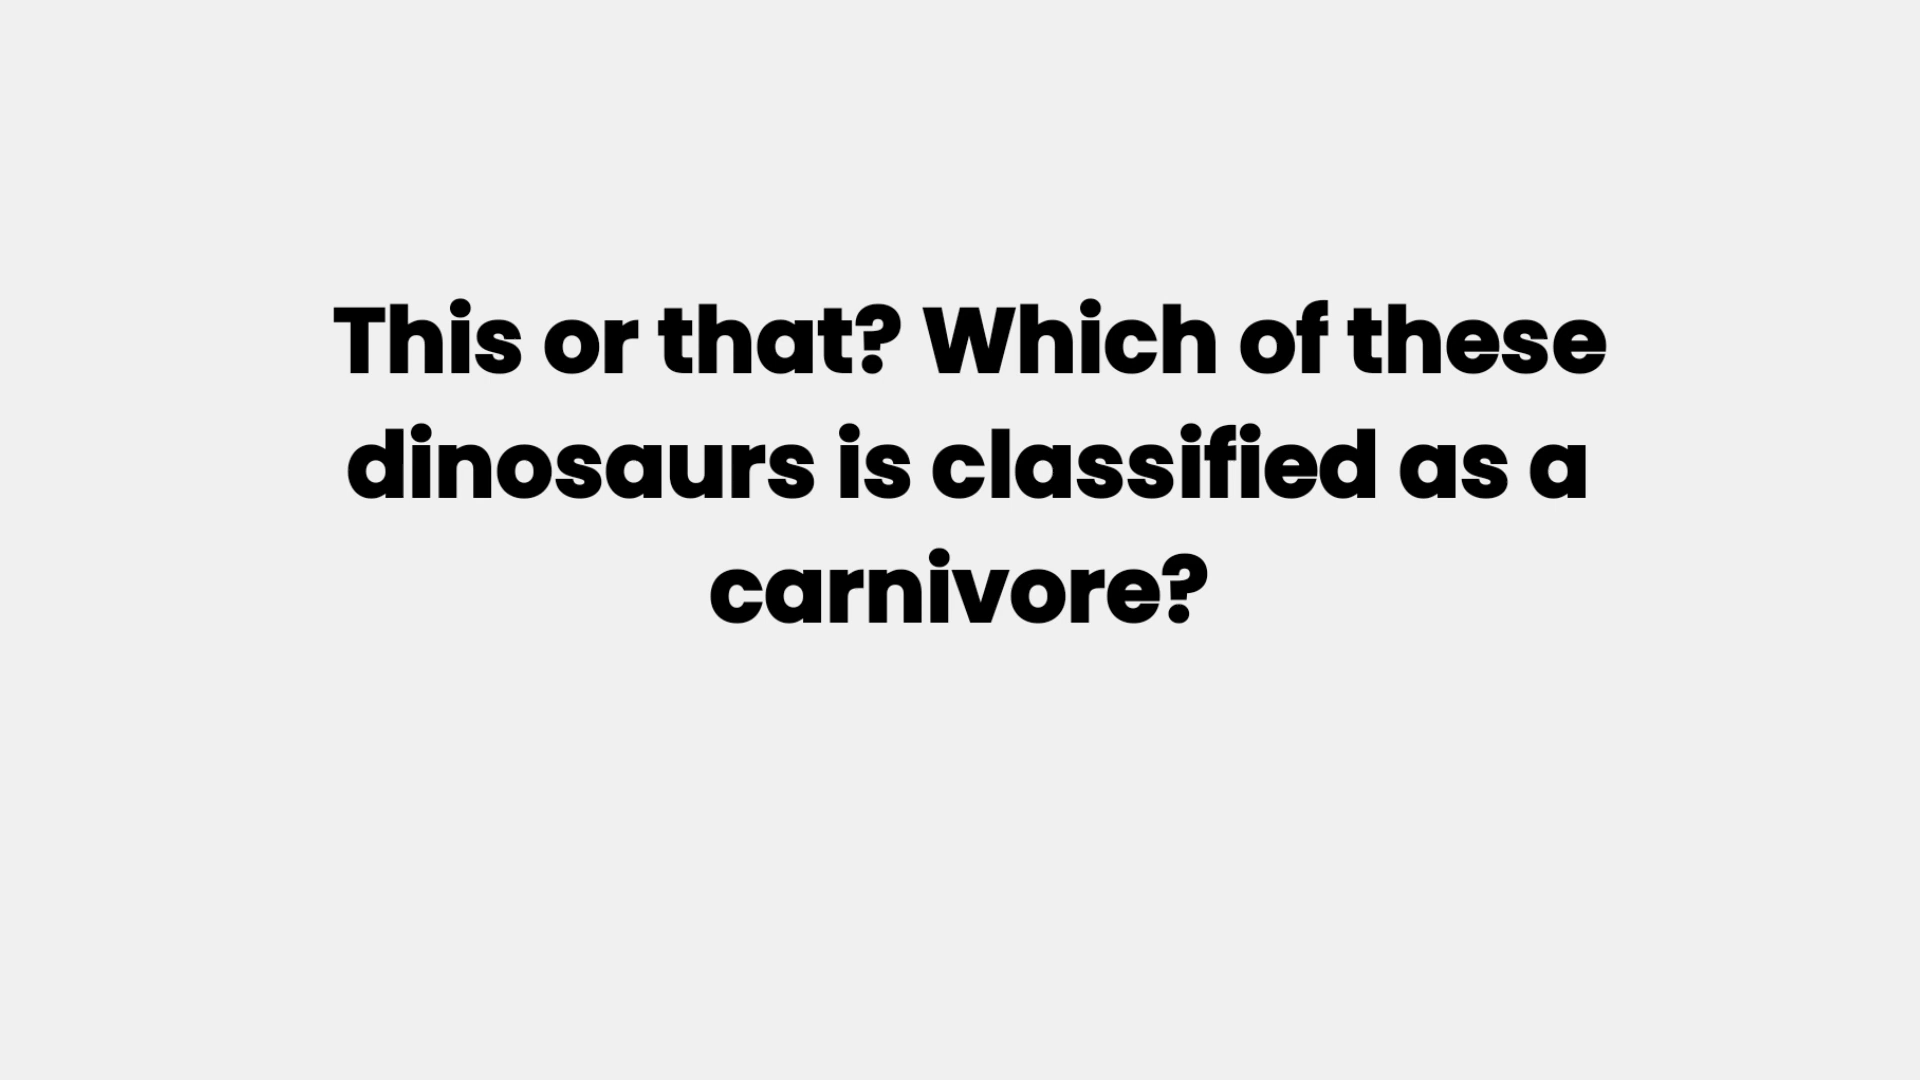 This or that? Which of these
dinosaurs is classified as a
carnivore?